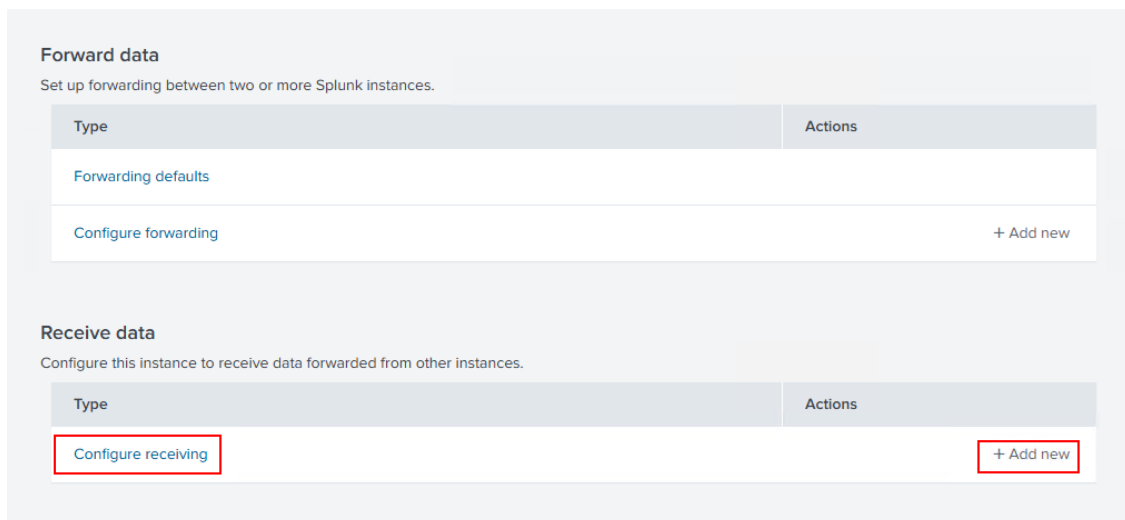 Forward data
Set up forwarding between two or more Splunk instances.
Type Actions
Forwarding defaults
Configure forwarding + Add new
Receive data
Configure this instance to receive data forwarded from other instances.
Type Actions
Configure receiving + Add new